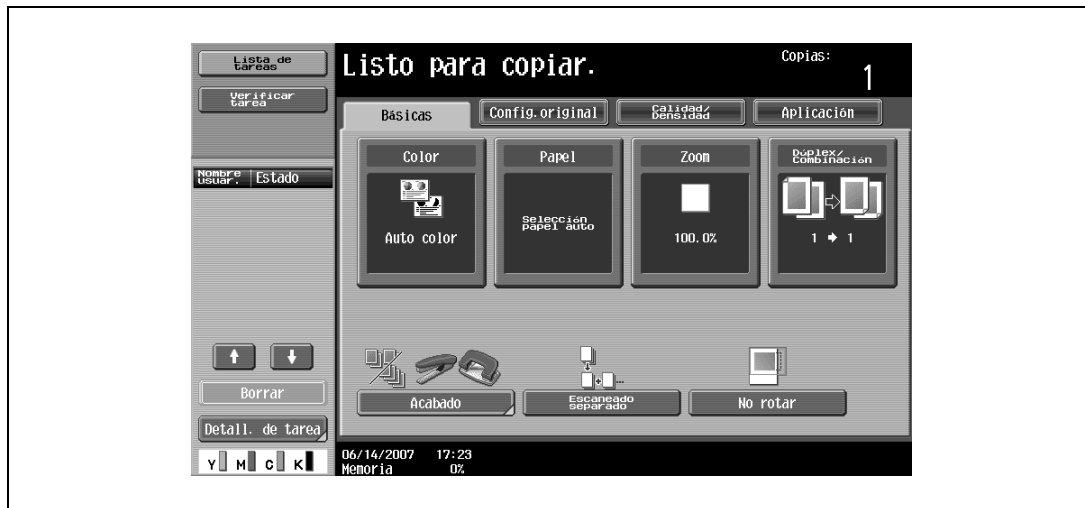 Lista de
tareas
Verificar
tarea
Nombre
usuar.
Estado
Borrar
Detall. de tarea
Y M C K
Listo para copiar.
Copias:
1
Básicas
Config.original
Calidad/
Densidad
Aplicación
Color
Auto color
Papel
Selección
papel auto
Zoom
100.0%
Dúplex/
Combinación
1 → 1
Acabado
Escaneado
separado
No rotar
06/14/2007 17:23
Memoria 0%